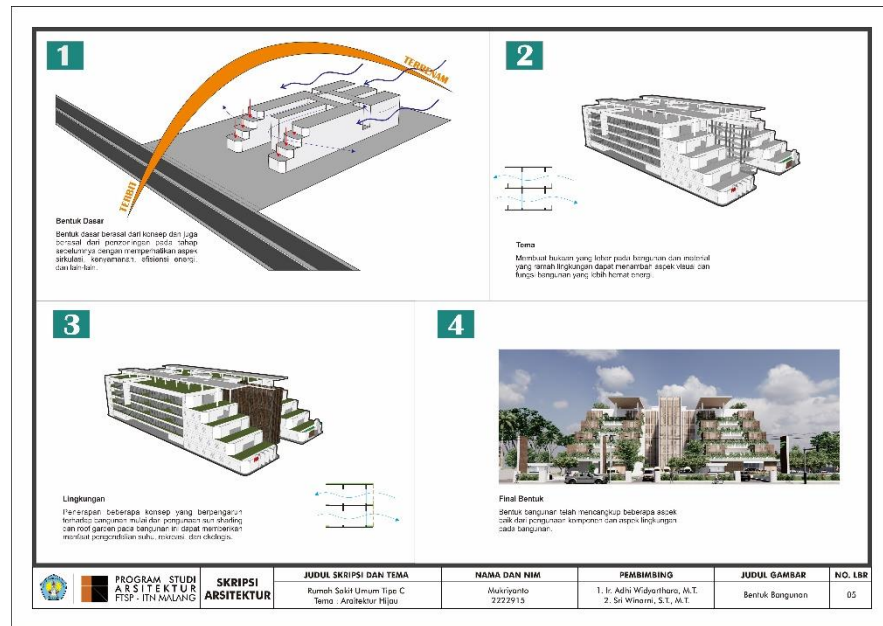 1
TERBIT
TERBENAM
Bentuk Dasar
Bentuk dasar berasal dari konsep dan juga
berasal dari penzoningan pada tahap
sebelumnya dengan memperhatikan aspek
sirkulasi, kenyamanan, efisiensi energi,
dan lain-lain.
2
Tema
Membuat bukaan yang lebar pada bangunan dan material
yang ramah lingkungan dapat menambah aspek visual dan
fungsi bangunan yang lebih hemat energi.
3
Lingkungan
Penerapan beberapa konsep yang berpengaruh
terhadap bangunan mulai dari pengunaan sun shading
dan roof garden pada bangunan ini dapat memberikan
manfaat pengendalian suhu, rekreasi, dan ekologis.
4
Final Bentuk
Bentuk bangunan telah mencangkup beberapa aspek
baik dari pengunaan komponen dan aspek lingkungan
pada bangunan.
PROGRAM STUDI
ARSITEKTUR
FTSP - ITN MALANG
SKRIPSI
ARSITEKTUR
JUDUL SKRIPSI DAN TEMA
Rumah Sakit Umum Tipe C
Tema : Arsitektur Hijau
NAMA DAN NIM
Mukriyanto
2222915
PEMBIMBING
1. Ir. Adhi Widyarthara, M.T.
2. Sri Winarni, S.T., M.T.
JUDUL GAMBAR
Bentuk Bangunan
NO. LBR
05